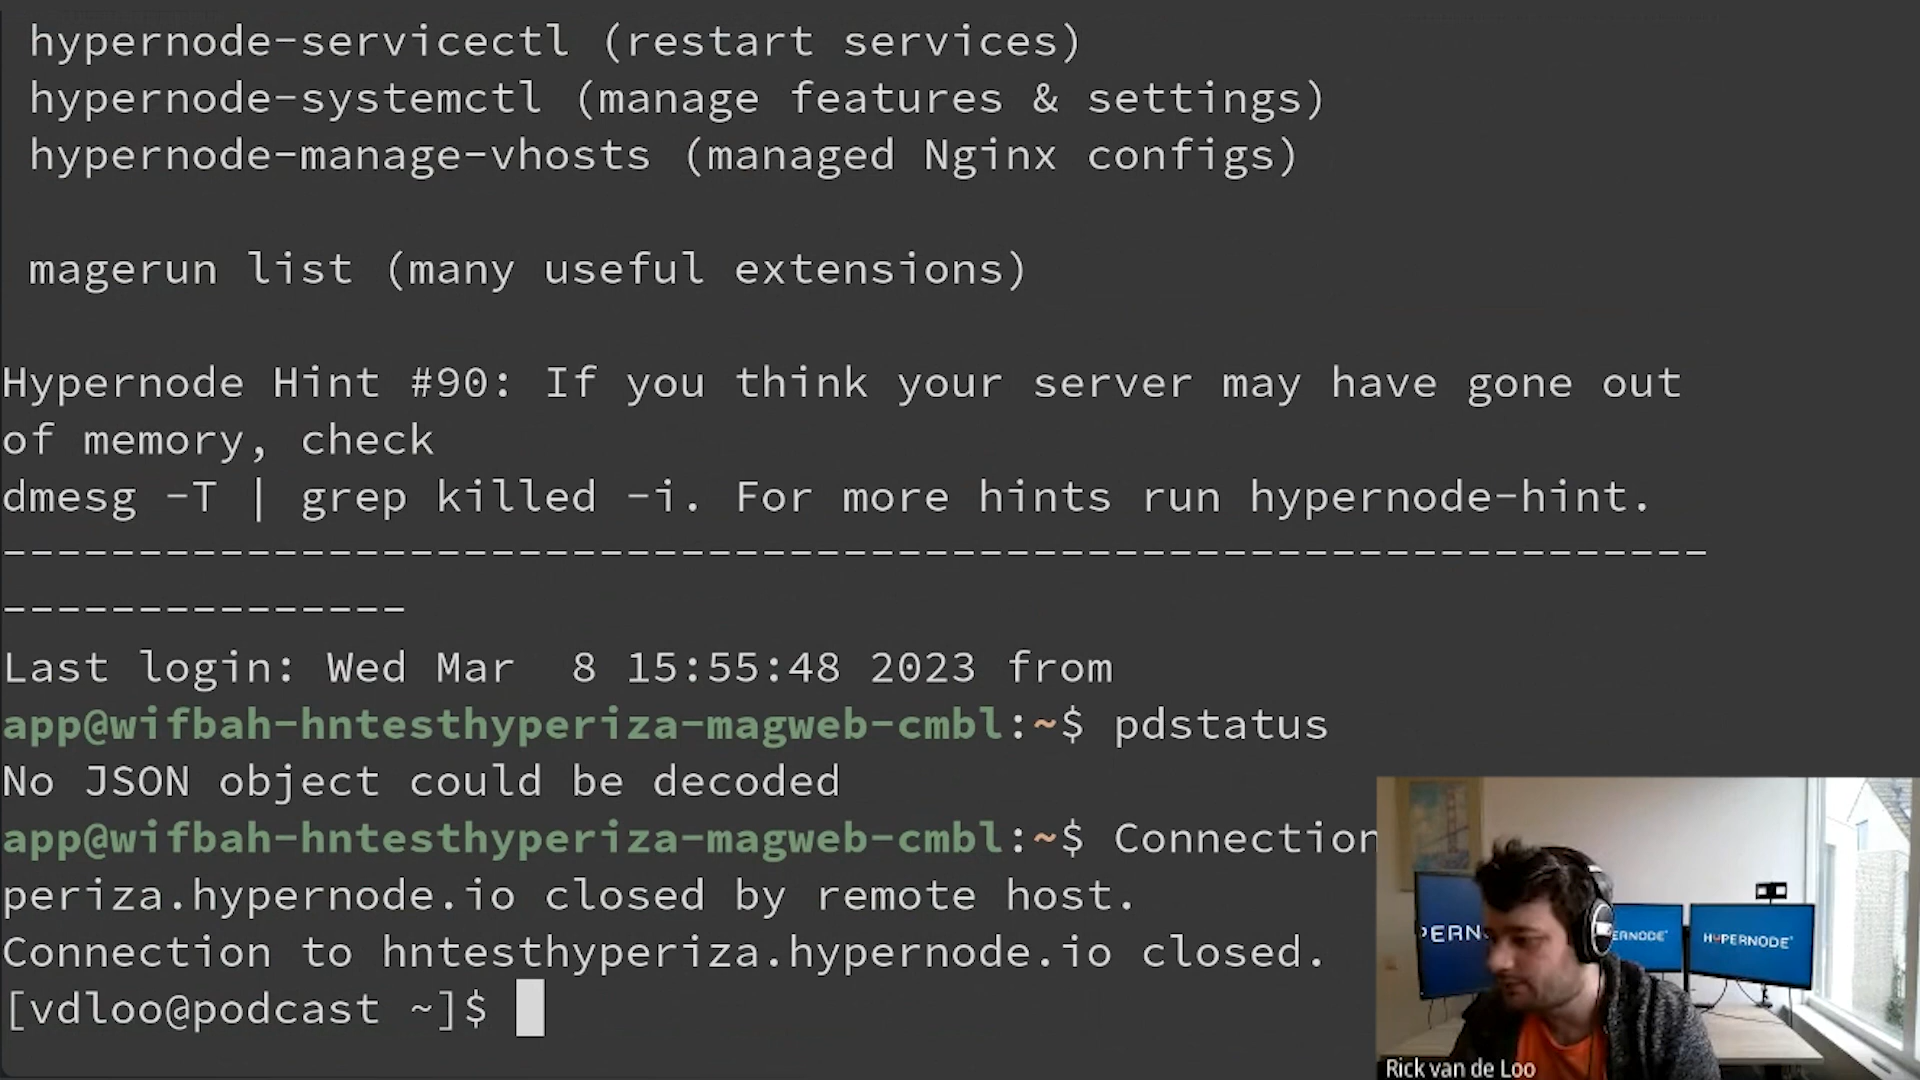 hypernode-servicectl (restart services)
hypernode-systemctl (manage features & settings)
hypernode-manage-vhosts (managed Nginx configs)
magerun list (many useful extensions)
Hypernode Hint #90: If you think your server may have gone out
of memory, check
dmesg -T | grep killed -i. For more hints run hypernode-hint.
---------------------------------------------------------------
---------------
Last login: Wed Mar  8 15:55:48 2023 from
app@wifbah-hntesthyperiza-magweb-cmbl:~$ pdstatus
No JSON object could be decoded
app@wifbah-hntesthyperiza-magweb-cmbl:~$ Connection
periza.hypernode.io closed by remote host.
Connection to hntesthyperiza.hypernode.io closed.
[vdloo@podcast ~]$
PERN
ERNODE
HYPERNODE
Rick van de Loo